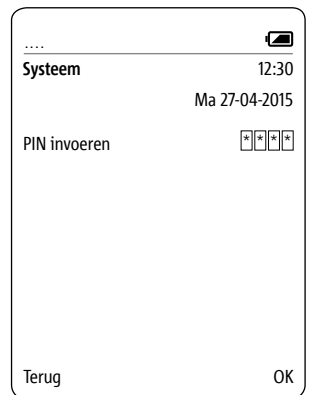 ....
Systeem 12:30
Ma 27-04-2015
PIN invoeren ****
Terug OK